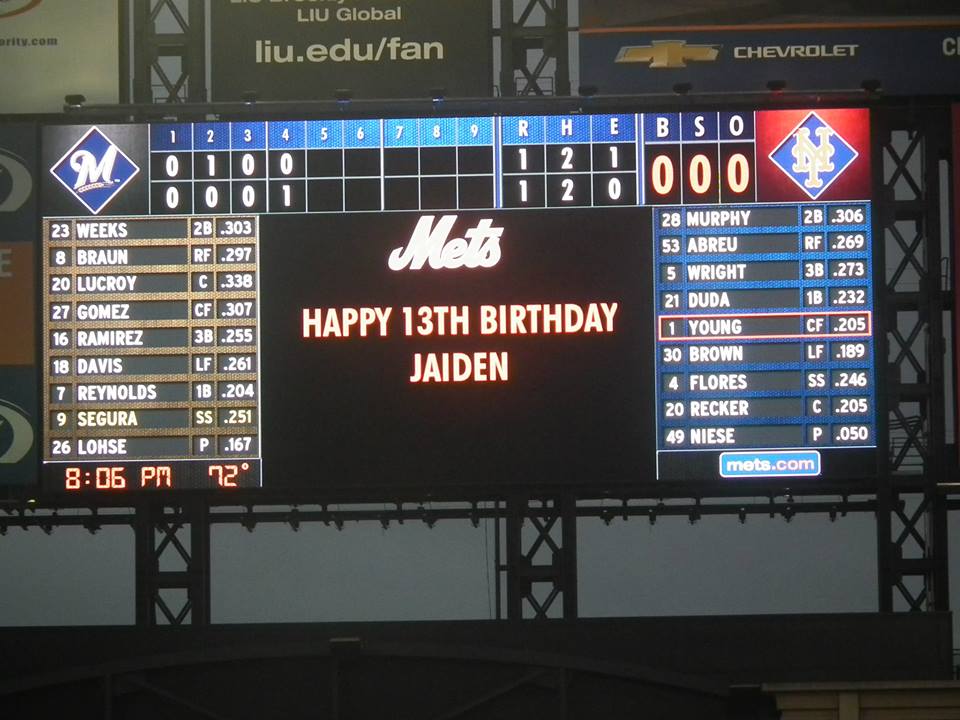 ority.com
LIU Global
liu.edu/fan
CHEVROLET
C
1 2 3 4 5 6 7 8 9 R H E B S O
M 0 1 0 0 1 2 1 0 0 0 NY
0 0 0 1 1 2 0
23 WEEKS 2B .303
8 BRAUN RF .297
20 LUCROY C .338
27 GOMEZ CF .307
16 RAMIREZ 3B .255
18 DAVIS LF .261
7 REYNOLDS 1B .204
9 SEGURA SS .251
26 LOHSE P .167
8:06 PM 72°
Mets
HAPPY 13TH BIRTHDAY
JAIDEN
28 MURPHY 2B .306
53 ABREU RF .269
5 WRIGHT 3B .273
21 DUDA 1B .232
1 YOUNG CF .205
30 BROWN LF .189
4 FLORES SS .246
20 RECKER C .205
49 NIESE P .050
mets.com
E